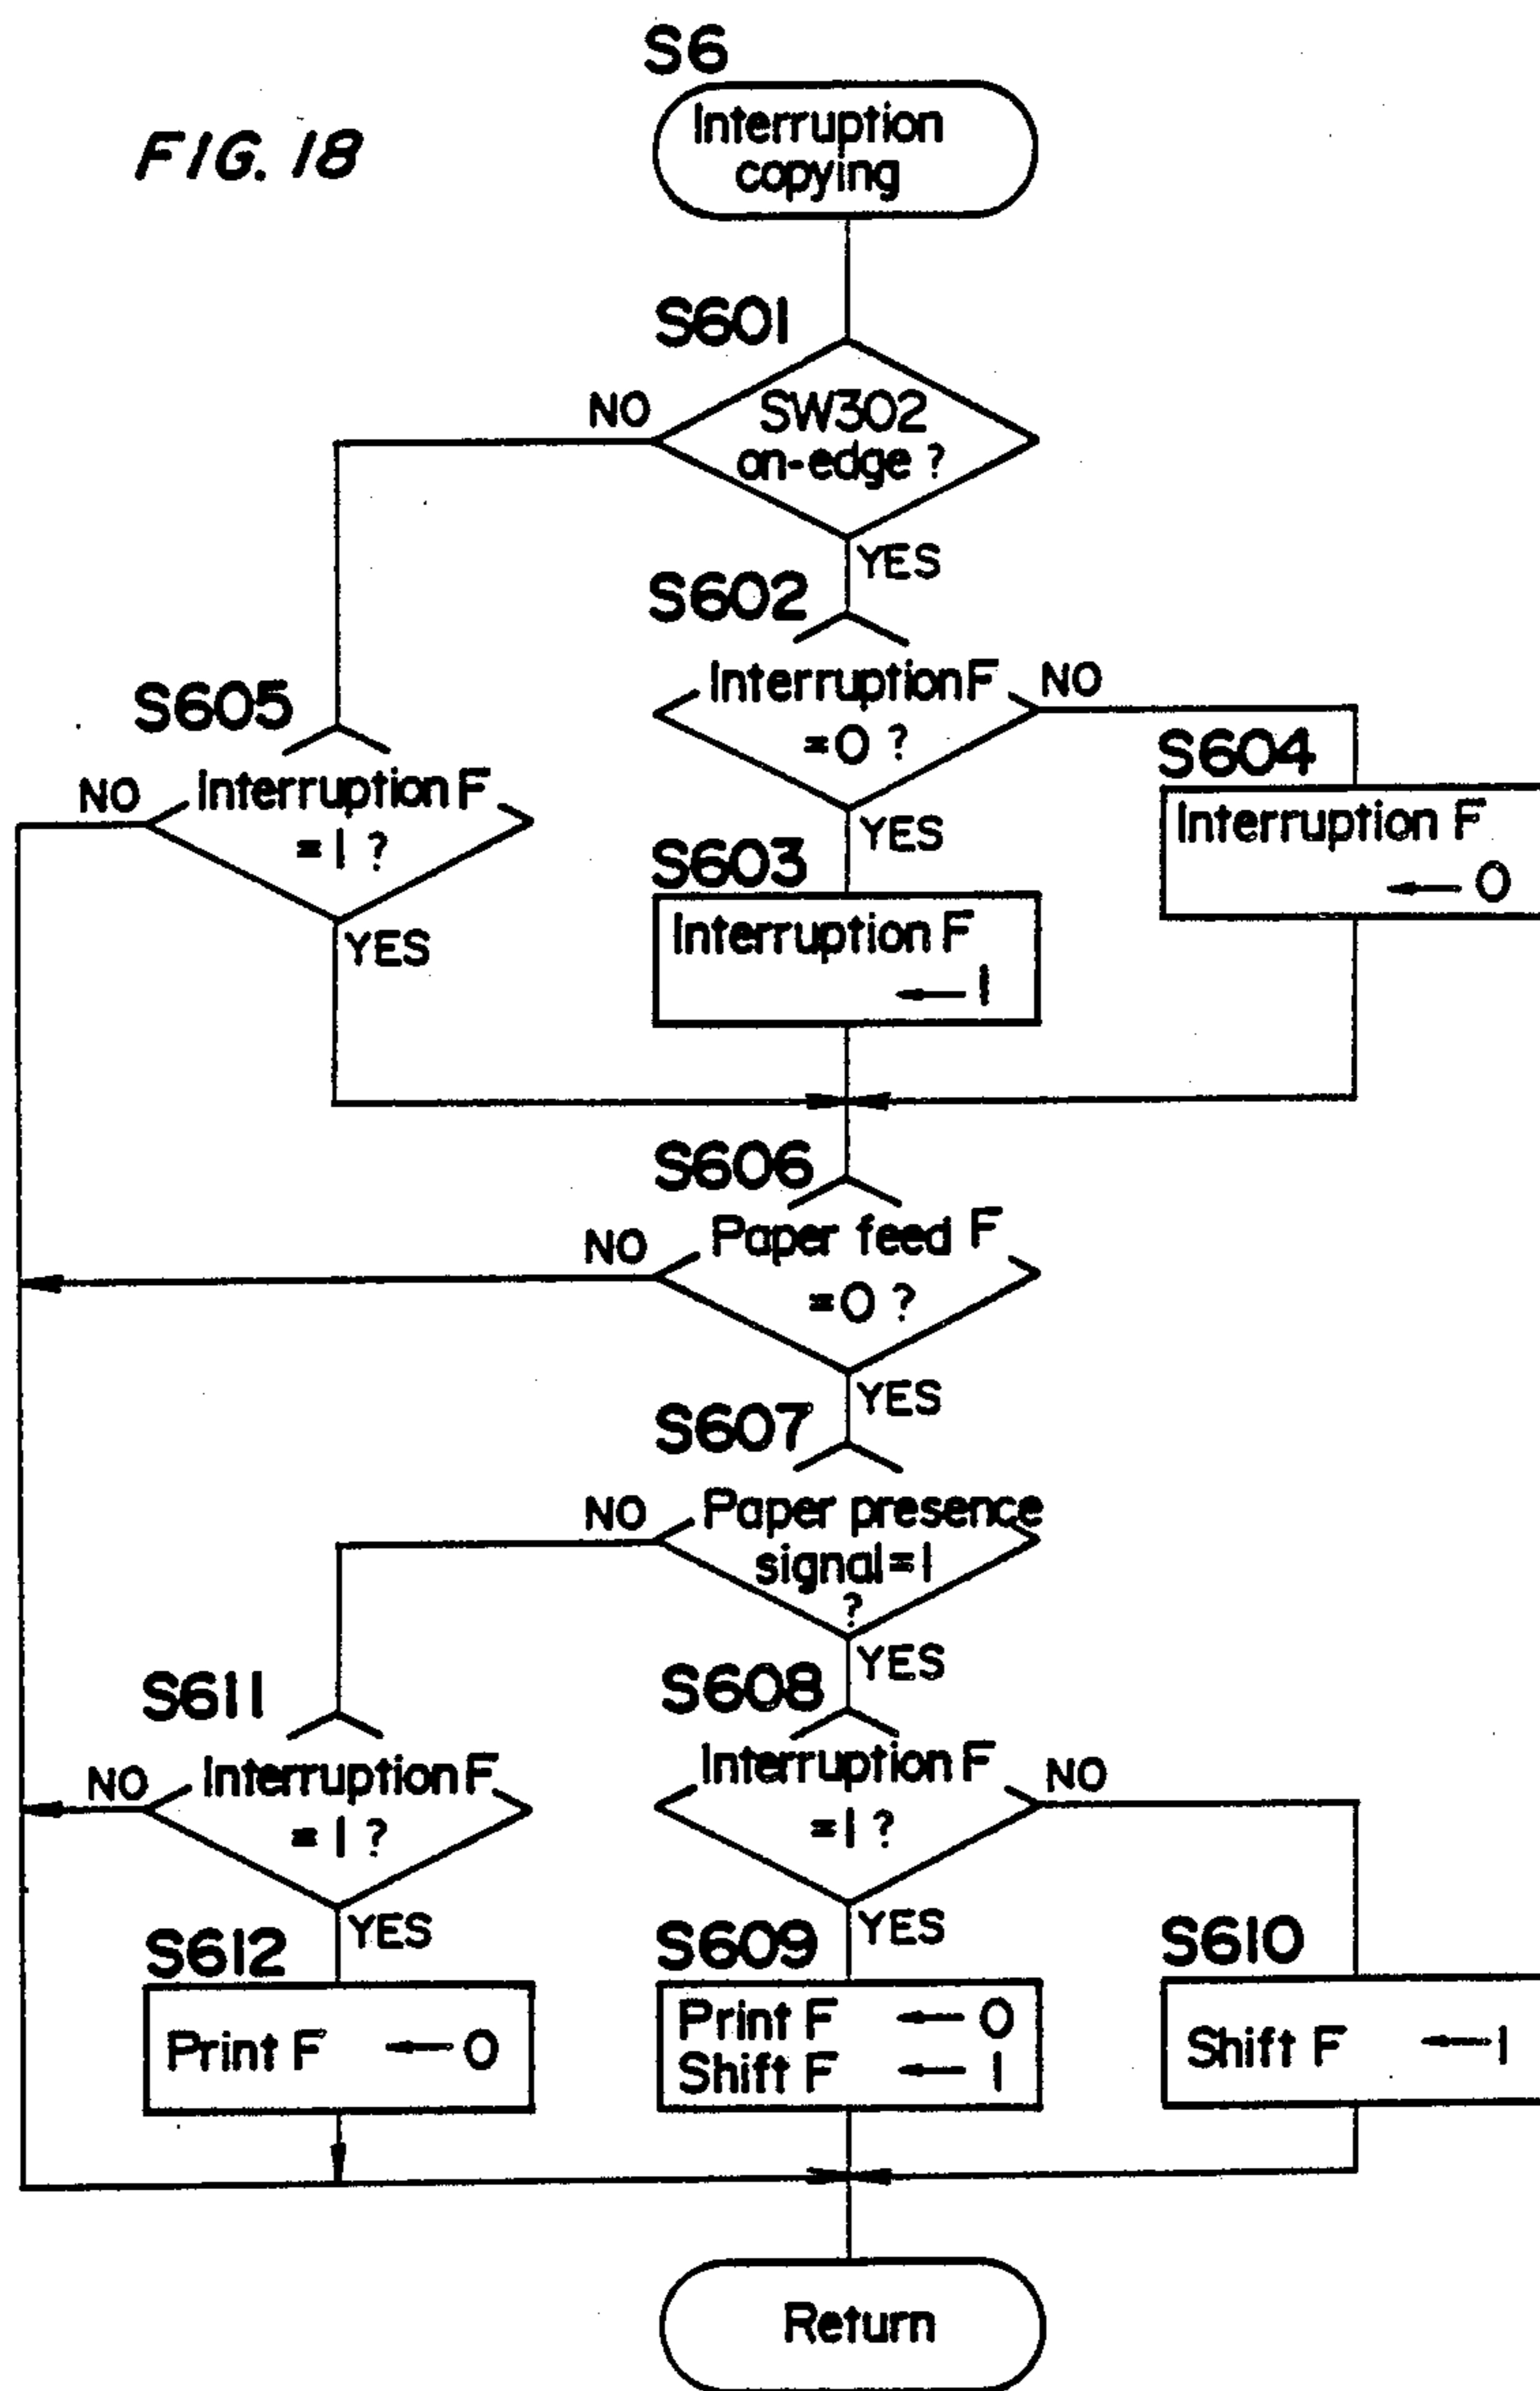 S6
FIG. 18
Interruption
copying
S601
NO
SW302
on-edge ?
YES
S602
Interruption F
=0 ?
NO
S605
NO
Interruption F
=1 ?
YES
S604
Interruption F
←0
YES
S603
Interruption F
←1
S606
NO
Paper feed F
=0 ?
YES
S607
NO
Paper presence
signal=1
?
YES
S611
NO
Interruption F
=1 ?
YES
S608
Interruption F
=1 ?
NO
YES
S612
Print F ←0
S609
Print F ←0
Shift F ←1
S610
Shift F ←1
Return